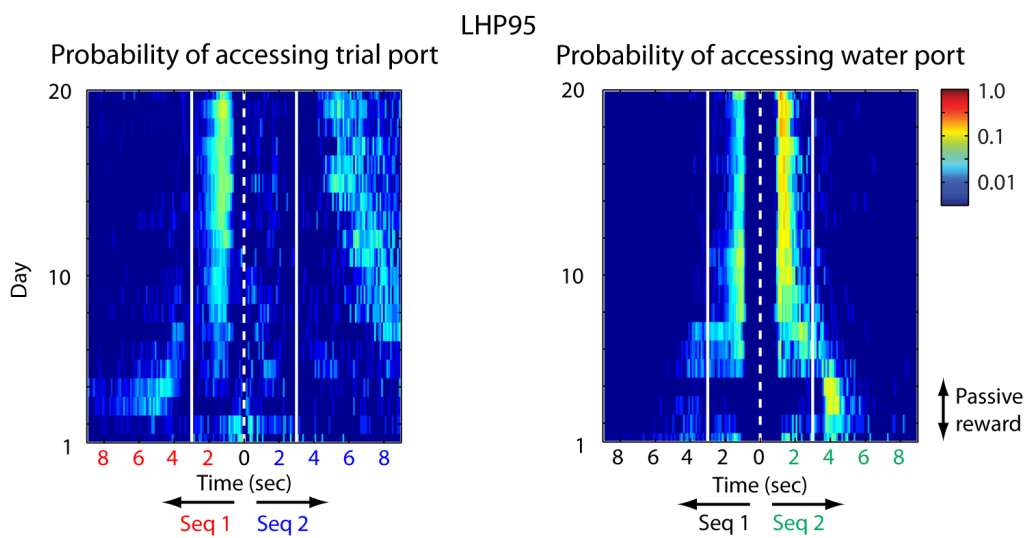 LHP95
Probability of accessing trial port
Probability of accessing water port
20
10
1
Day
8 6 4 2 0 2 4 6 8
Time (sec)
Seq 1 Seq 2
20
10
1
8 6 4 2 0 2 4 6 8
Time (sec)
Seq 1 Seq 2
1.0
0.1
0.01
Passive
reward